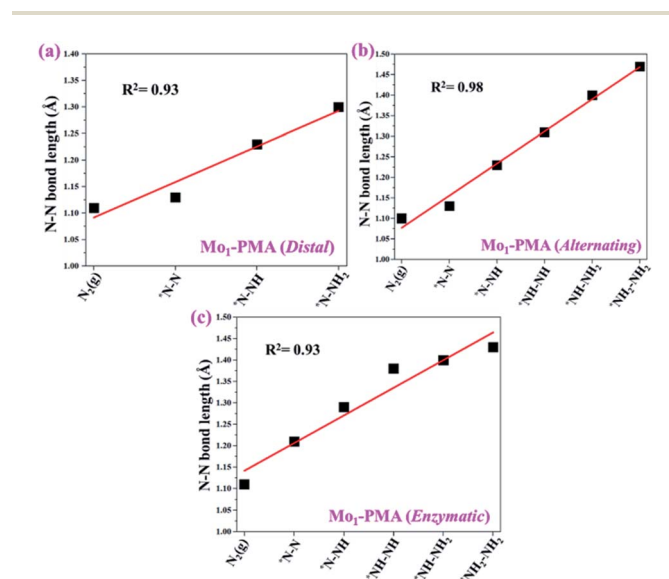 (a)
R²= 0.93
N-N bond length (Å)
1.40
1.35
1.30
1.25
1.20
1.15
1.10
1.05
1.00
Mo₁-PMA (Distal)
N₂(g)
*N-N
*N-NH
*N-NH₂
(b)
R²= 0.98
N-N bond length (Å)
1.50
1.45
1.40
1.35
1.30
1.25
1.20
1.15
1.10
1.05
1.00
Mo₁-PMA (Alternating)
N₂(g)
*N-N
*N-NH
*NH-NH
*NH-NH₂
*NH₂-NH₂
(c)
R²= 0.93
N-N bond length (Å)
1.50
1.45
1.40
1.35
1.30
1.25
1.20
1.15
1.10
1.05
1.00
Mo₁-PMA (Enzymatic)
N₂(g)
*N-N
*N-NH
*NH-NH
*NH-NH₂
*NH₂-NH₂